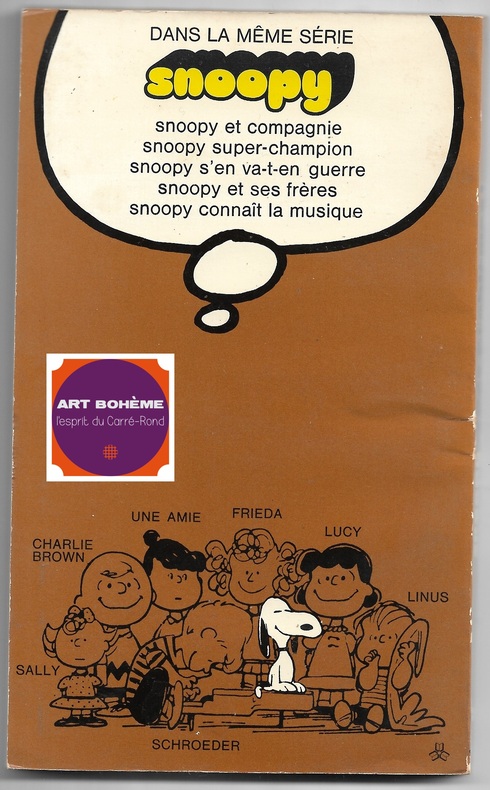 DANS LA MÊME SÉRIE
snoopy
snoopy et compagnie
snoopy super-champion
snoopy s'en va-t-en guerre
snoopy et ses frères
snoopy connaît la musique
ART BOHÈME
l'esprit du Carré-Rond
UNE AMIE
FRIEDA
CHARLIE
BROWN
LUCY
LINUS
SALLY
SCHROEDER